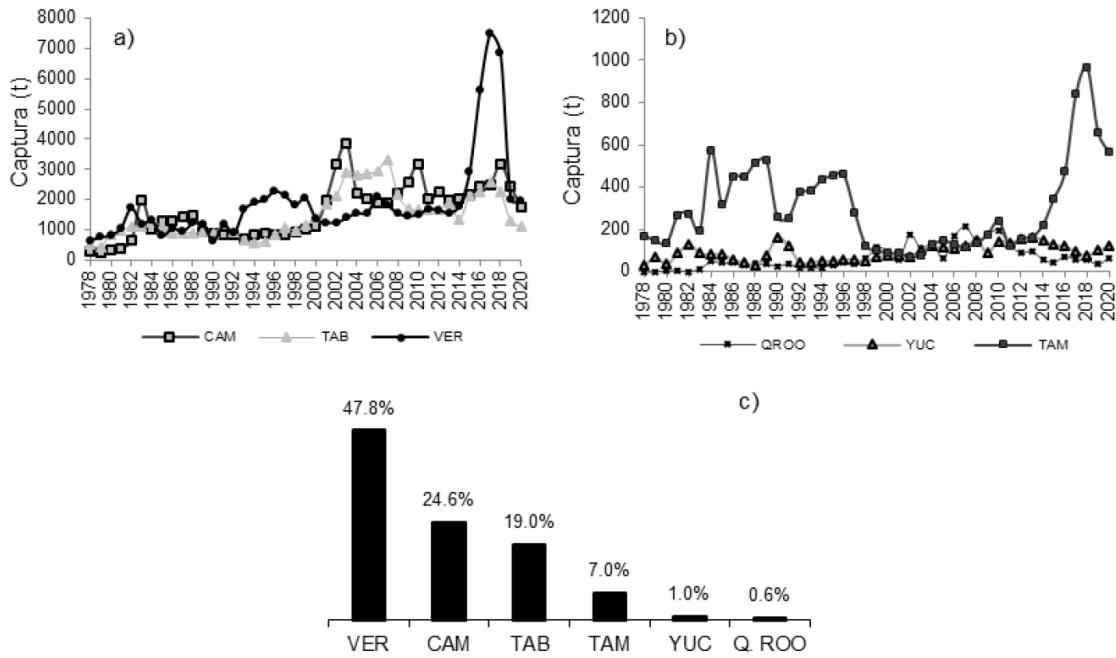 a)
Captura (t)
8000
7000
6000
5000
4000
3000
2000
1000
0
1978 1980 1982 1984 1986 1988 1990 1992 1994 1996 1998 2000 2002 2004 2006 2008 2010 2012 2014 2016 2018 2020
CAM TAB VER
b)
Captura (t)
1200
1000
800
600
400
200
0
1978 1980 1982 1984 1986 1988 1990 1992 1994 1996 1998 2000 2002 2004 2006 2008 2010 2012 2014 2016 2018 2020
QROO YUC TAM
c)
47.8%
24.6%
19.0%
7.0%
1.0%
0.6%
VER CAM TAB TAM YUC Q. ROO